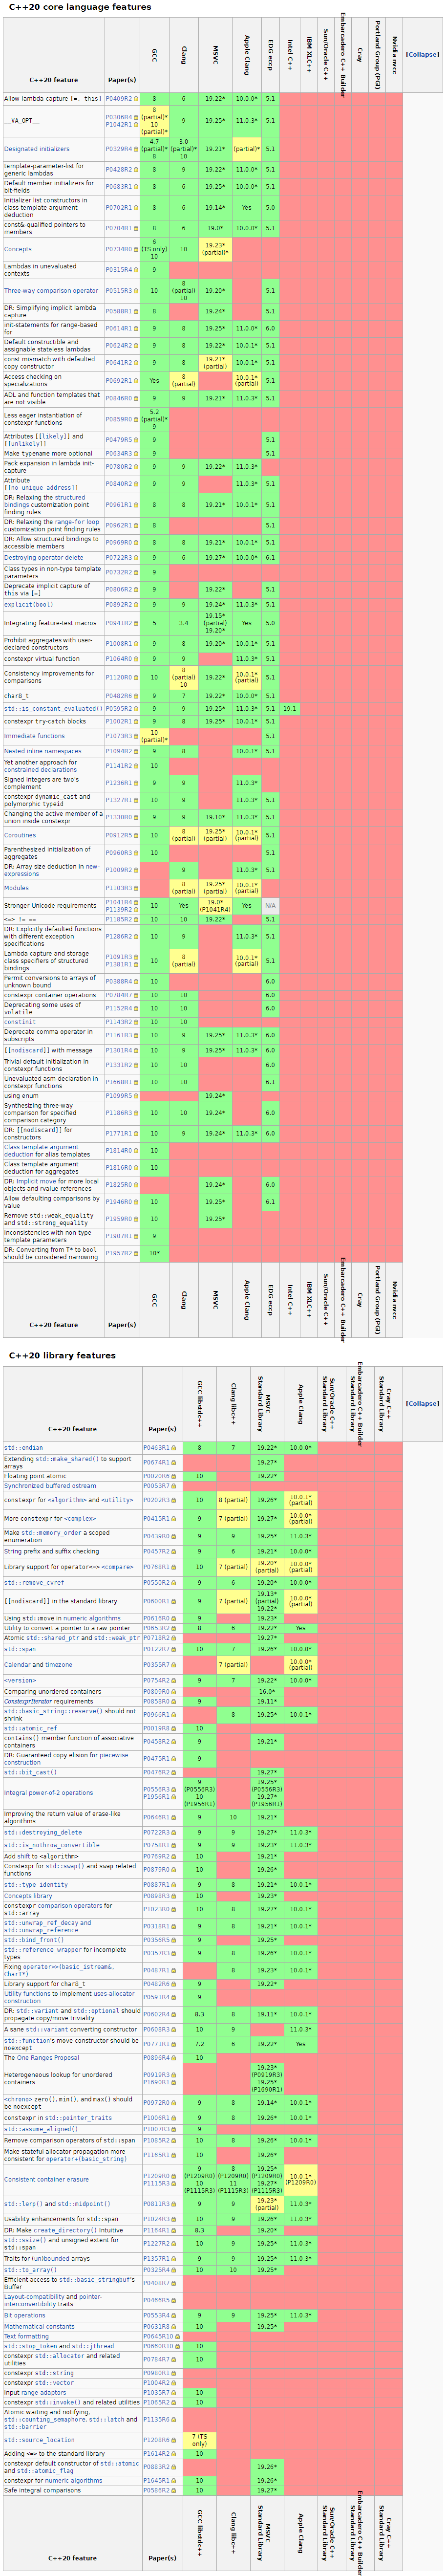 C++20 core language features
C++20 feature Paper(s) GCC Clang MSVC Apple Clang EDG eccp Intel C++ IBM XLC++ Sun/Oracle C++ Embarcadero C++ Builder Cray Portland Group (PGI) Nvidia nvcc [Collapse]
Allow lambda-capture [=, this] P0409R2 8 6 19.22* 10.0.0* 5.1
__VA_OPT__ P0306R4 P1042R1 8 (partial)* 10 (partial)* 9 19.25* 11.0.3* 5.1
Designated initializers P0329R4 4.7 (partial)* 8 3.0 (partial)* 10 19.21* (partial)* 5.1
template-parameter-list for generic lambdas P0428R2 8 9 19.22* 11.0.0* 5.1
Default member initializers for bit-fields P0683R1 8 6 19.25* 10.0.0* 5.1
Initializer list constructors in class template argument deduction P0702R1 8 6 19.14* Yes 5.0
const&-qualified pointers to members P0704R1 8 6 19.0* 10.0.0* 5.1
Concepts P0734R0 6 (TS only) 10 10 19.23* (partial)*
Lambdas in unevaluated contexts P0315R4 9
Three-way comparison operator P0515R3 10 8 (partial) 10 19.20* 5.1
DR: Simplifying implicit lambda capture P0588R1 8 19.24* 5.1
init-statements for range-based for P0614R1 9 8 19.25* 11.0.0* 6.0
Default constructible and assignable stateless lambdas P0624R2 9 8 19.22* 10.0.1* 5.1
const mismatch with defaulted copy constructor P0641R2 9 8 19.21* (partial) 10.0.1* 5.1
Access checking on specializations P0692R1 Yes 8 (partial) 10.0.1* (partial) 5.1
ADL and function templates that are not visible P0846R0 9 9 19.21* 11.0.3* 5.1
Less eager instantiation of constexpr functions P0859R0 5.2 (partial)* 9
Attributes [[likely]] and [[unlikely]] P0479R5 9 5.1
Make typename more optional P0634R3 9 5.1
Pack expansion in lambda init-capture P0780R2 9 9 19.22* 11.0.3*
Attribute [[no_unique_address]] P0840R2 9 9 11.0.3* 5.1
DR: Relaxing the structured bindings customization point finding rules P0961R1 8 8 19.21* 10.0.1* 5.1
DR: Relaxing the range-for loop customization point finding rules P0962R1 8 5.1
DR: Allow structured bindings to accessible members P0969R0 8 8 19.21* 10.0.1* 5.1
Destroying operator delete P0722R3 9 6 19.27* 10.0.0* 6.1
Class types in non-type template parameters P0732R2 9
Deprecate implicit capture of this via [=] P0806R2 9 19.22* 5.1
explicit(bool) P0892R2 9 9 19.24* 11.0.3* 5.1
Integrating feature-test macros P0941R2 5 3.4 19.15* (partial) 19.20* Yes 5.0
Prohibit aggregates with user-declared constructors P1008R1 9 8 19.20* 10.0.1* 5.1
constexpr virtual function P1064R0 9 9 11.0.3* 5.1
Consistency improvements for comparisons P1120R0 10 8 (partial) 10 19.22* 10.0.1* (partial) 5.1
char8_t P0482R6 9 7 19.22* 10.0.0* 5.1
std::is_constant_evaluated() P0595R2 9 9 19.25* 11.0.3* 5.1 19.1
constexpr try-catch blocks P1002R1 9 8 19.25* 10.0.1* 5.1
Immediate functions P1073R3 10 (partial)* 5.1
Nested inline namespaces P1094R2 9 8 10.0.1* 5.1
Yet another approach for constrained declarations P1141R2 10
Signed integers are two's complement P1236R1 9 9 11.0.3*
constexpr dynamic_cast and polymorphic typeid P1327R1 10 9 11.0.3* 5.1
Changing the active member of a union inside constexpr P1330R0 9 9 19.10* 11.0.3* 5.1
Coroutines P0912R5 10 8 (partial) 19.25* (partial) 10.0.1* (partial) 5.1
Parenthesized initialization of aggregates P0960R3 10 5.1
DR: Array size deduction in new-expressions P1009R2 9 11.0.3* 5.1
Modules P1103R3 8 (partial) 19.25* (partial) 10.0.1* (partial)
Stronger Unicode requirements P1041R4 P1139R2 10 Yes 19.0* (P1041R4) Yes N/A
<=> != == P1185R2 10 10 19.22* 5.1
DR: Explicitly defaulted functions with different exception specifications P1286R2 10 9 11.0.3* 5.1
Lambda capture and storage class specifiers of structured bindings P1091R3 P1381R1 10 8 (partial) 10.0.1* (partial) 5.1
Permit conversions to arrays of unknown bound P0388R4 10 6.0
constexpr container operations P0784R7 10 10 6.0
Deprecating some uses of volatile P1152R4 10 10 6.0
constinit P1143R2 10 10
Deprecate comma operator in subscripts P1161R3 10 9 19.25* 11.0.3* 6.0
[[nodiscard]] with message P1301R4 10 9 19.25* 11.0.3* 6.0
Trivial default initialization in constexpr functions P1331R2 10 10 6.0
Unevaluated asm-declaration in constexpr functions P1668R1 10 10 6.1
using enum P1099R5 19.24*
Synthesizing three-way comparison for specified comparison category P1186R3 10 10 19.24* 6.0
DR: [[nodiscard]] for constructors P1771R1 10 9 19.24* 11.0.3* 6.0
Class template argument deduction for alias templates P1814R0 10
Class template argument deduction for aggregates P1816R0 10
DR: Implicit move for more local objects and rvalue references P1825R0 19.24* 6.0
Allow defaulting comparisons by value P1946R0 10 19.25* 6.1
Remove std::weak_equality and std::strong_equality P1959R0 10 19.25*
Inconsistencies with non-type template parameters P1907R1 9
DR: Converting from T* to bool should be considered narrowing P1957R2 10*
C++20 feature Paper(s) GCC Clang MSVC Apple Clang EDG eccp Intel C++ IBM XLC++ Sun/Oracle C++ Embarcadero C++ Builder Cray Portland Group (PGI) Nvidia nvcc
C++20 library features
C++20 feature Paper(s) GCC libstdc++ Clang libc++ MSVC Standard Library Apple Clang Sun/Oracle C++ Standard Library Embarcadero C++ Builder Standard Library Cray C++ Standard Library [Collapse]
std::endian P0463R1 8 7 19.22* 10.0.0*
Extending std::make_shared() to support arrays P0674R1 19.27*
Floating point atomic P0020R6 10 19.22*
Synchronized buffered ostream P0053R7
constexpr for <algorithm> and <utility> P0202R3 10 8 (partial) 19.26* 10.0.1* (partial)
More constexpr for <complex> P0415R1 9 7 (partial) 19.27* 10.0.0* (partial)
Make std::memory_order a scoped enumeration P0439R0 9 9 19.25* 11.0.3*
String prefix and suffix checking P0457R2 9 6 19.21* 10.0.0*
Library support for operator<=> <compare> P0768R1 10 7 (partial) 19.20* (partial) 10.0.0* (partial)
std::remove_cvref P0550R2 9 6 19.20* 10.0.0*
[[nodiscard]] in the standard library P0600R1 9 7 (partial) 19.13* (partial) 19.22* 10.0.0* (partial)
Using std::move in numeric algorithms P0616R0 9 19.23*
Utility to convert a pointer to a raw pointer P0653R2 8 6 19.22* Yes
Atomic std::shared_ptr and std::weak_ptr P0718R2 19.27*
std::span P0122R7 10 7 19.26* 10.0.0*
Calendar and timezone P0355R7 7 (partial) 10.0.0* (partial)
<version> P0754R2 9 7 19.22* 10.0.0*
Comparing unordered containers P0809R0 16.0*
ConstexprIterator requirements P0858R0 9 19.11*
std::basic_string::reserve() should not shrink P0966R1 8 19.25* 10.0.1*
std::atomic_ref P0019R8 10
contains() member function of associative containers P0458R2 9 19.21*
DR: Guaranteed copy elision for piecewise construction P0475R1 9
std::bit_cast() P0476R2 19.27*
Integral power-of-2 operations P0556R3 P1956R1 9 (P0556R3) 10 (P1956R1) 19.25* (P0556R3) 19.27* (P1956R1)
Improving the return value of erase-like algorithms P0646R1 9 10 19.21*
std::destroying_delete P0722R3 9 9 19.27* 11.0.3*
std::is_nothrow_convertible P0758R1 9 9 19.23* 11.0.3*
Add shift to <algorithm> P0769R2 10 19.21*
Constexpr for std::swap() and swap related functions P0879R0 10 19.26*
std::type_identity P0887R1 9 8 19.21* 10.0.1*
Concepts library P0898R3 10 19.23*
constexpr comparison operators for std::array P1023R0 10 8 19.27* 10.0.1*
std::unwrap_ref_decay and std::unwrap_reference P0318R1 9 8 19.21* 10.0.1*
std::bind_front() P0356R5 9 19.25*
std::reference_wrapper for incomplete types P0357R3 9 8 19.26* 10.0.1*
Fixing operator>>(basic_istream&, CharT*) P0487R1 8 19.23* 10.0.1*
Library support for char8_t P0482R6 9 19.22*
Utility functions to implement uses-allocator construction P0591R4 9
DR: std::variant and std::optional should propagate copy/move triviality P0602R4 8.3 8 19.11* 10.0.1*
A sane std::variant converting constructor P0608R3 10 9 11.0.3*
std::function's move constructor should be noexcept P0771R1 7.2 6 19.22* Yes
The One Ranges Proposal P0896R4 10
Heterogeneous lookup for unordered containers P0919R3 P1690R1 19.23* (P0919R3) 19.25* (P1690R1)
<chrono> zero(), min(), and max() should be noexcept P0972R0 9 8 19.14* 10.0.1*
constexpr in std::pointer_traits P1006R1 9 8 19.26* 10.0.1*
std::assume_aligned() P1007R3 9
Remove comparison operators of std::span P1085R2 10 8 19.26* 10.0.1*
Make stateful allocator propagation more consistent for operator+(basic_string) P1165R1 10 19.26*
Consistent container erasure P1209R0 P1115R3 9 (P1209R0) 10 (P1115R3) 8 (P1209R0) 11 (P1115R3) 19.25* (P1209R0) 19.27* (P1115R3) 10.0.1* (P1209R0)
std::lerp() and std::midpoint() P0811R3 9 9 19.23* (partial) 11.0.3*
Usability enhancements for std::span P1024R3 10 9 19.26* 11.0.3*
DR: Make create_directory() Intuitive P1164R1 8.3 19.20*
std::ssize() and unsigned extent for std::span P1227R2 10 9 19.25* 11.0.3*
Traits for (un)bounded arrays P1357R1 9 9 19.25* 11.0.3*
std::to_array() P0325R4 10 10 19.25*
Efficient access to std::basic_stringbuf's Buffer P0408R7
Layout-compatibility and pointer-interconvertibility traits P0466R5
Bit operations P0553R4 9 9 19.25* 11.0.3*
Mathematical constants P0631R8 10 19.25*
Text formatting P0645R10
std::stop_token and std::jthread P0660R10 10
constexpr std::allocator and related utilities P0784R7 10
constexpr std::string P0980R1
constexpr std::vector P1004R2
Input range adaptors P1035R7 10
constexpr std::invoke() and related utilities P1065R2 10
Atomic waiting and notifying, std::counting_semaphore, std::latch and std::barrier P1135R6
std::source_location P1208R6 7 (TS only)
Adding <=> to the standard library P1614R2 10
constexpr default constructor of std::atomic and std::atomic_flag P0883R2 19.26*
constexpr for numeric algorithms P1645R1 10 19.26*
Safe integral comparisons P0586R2 10 19.27*
C++20 feature Paper(s) GCC libstdc++ Clang libc++ MSVC Standard Library Apple Clang Sun/Oracle C++ Standard Library Embarcadero C++ Builder Standard Library Cray C++ Standard Library